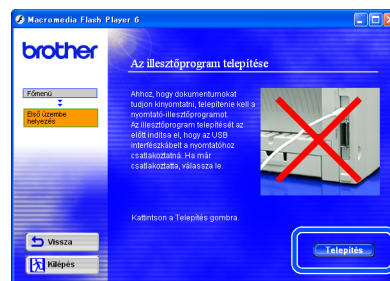 Macromedia Flash Player 6
brother
Az illesztőprogram telepítése
Főmenü
Első üzembe
helyezés
Ahhoz, hogy dokumentumokat
tudjon kinyomtatni, telepítenie kell a
nyomtató-illesztőprogramot.
Az illesztőprogram telepítését az
előtt indítsa el, hogy az USB
interfészkábelt a nyomtatóhoz
csatlakoztatná. Ha már
csatlakoztatta, válassza le.
Kattintson a Telepítés gombra.
Vissza
Kilépés
Telepítés